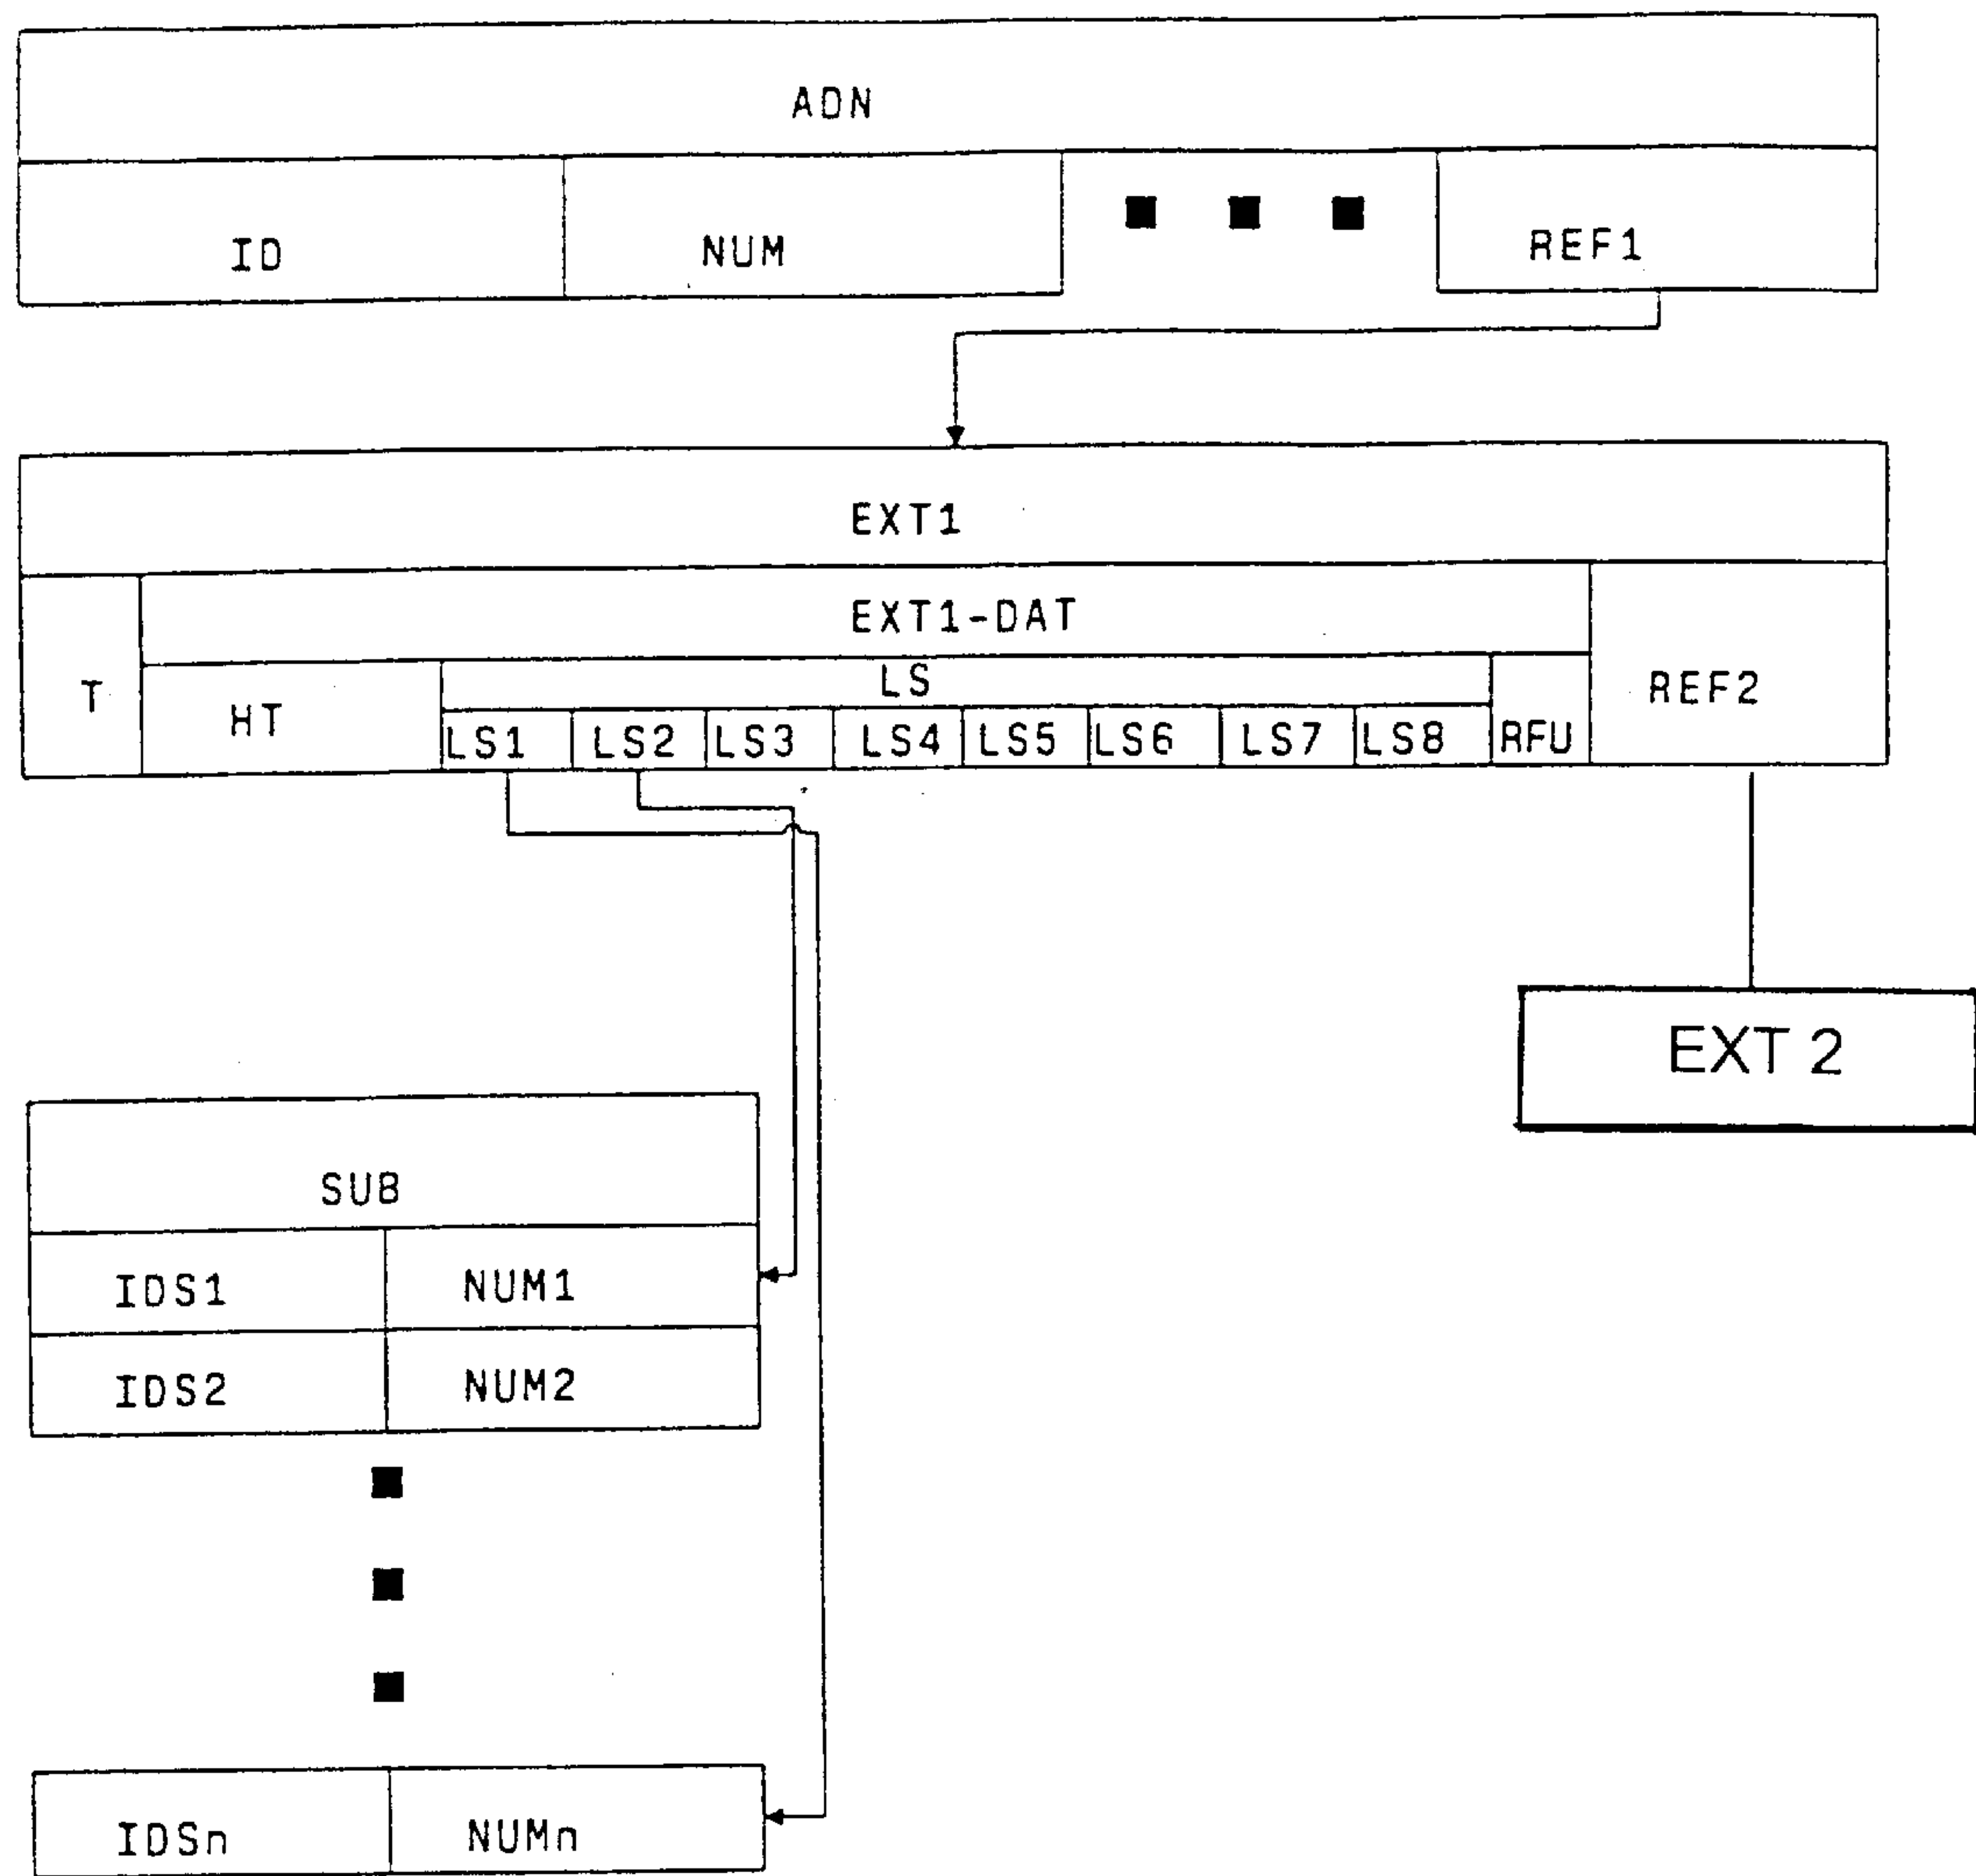 ADN
ID NUM REF1
EXT1
EXT1-DAT
T HT LS REF2
LS1 LS2 LS3 LS4 LS5 LS6 LS7 LS8 RFU
EXT 2
SUB
IDS1 NUM1
IDS2 NUM2
IDSn NUMn